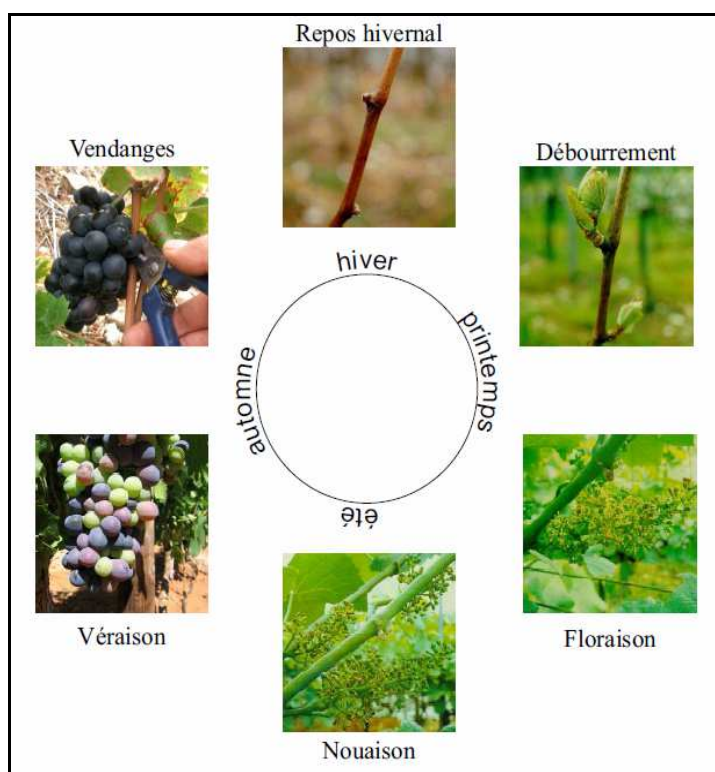 Repos hivernal
Vendanges
Débourrement
hiver
printemps
automne
été
Véraison
Floraison
Nouaison